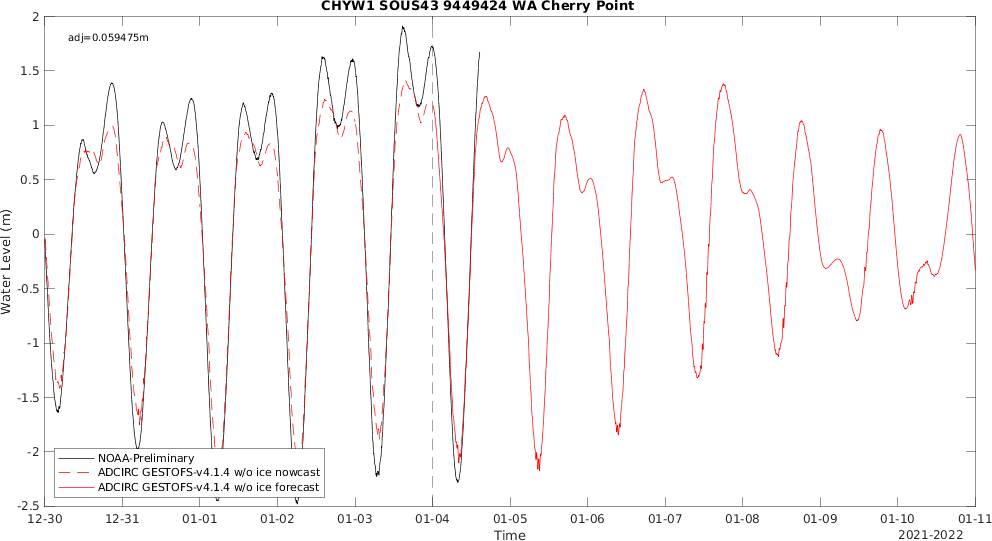 CHYW1 SOUS43 9449424 WA Cherry Point
adj=0.059475m
2
1.5
1
0.5
0
-0.5
-1
-1.5
-2
-2.5
Water Level (m)
NOAA-Preliminary
ADCIRC GESTOFS-v4.1.4 w/o ice nowcast
ADCIRC GESTOFS-v4.1.4 w/o ice forecast
12-30 12-31 01-01 01-02 01-03 01-04 01-05 01-06 01-07 01-08 01-09 01-10 01-11
Time
2021-2022